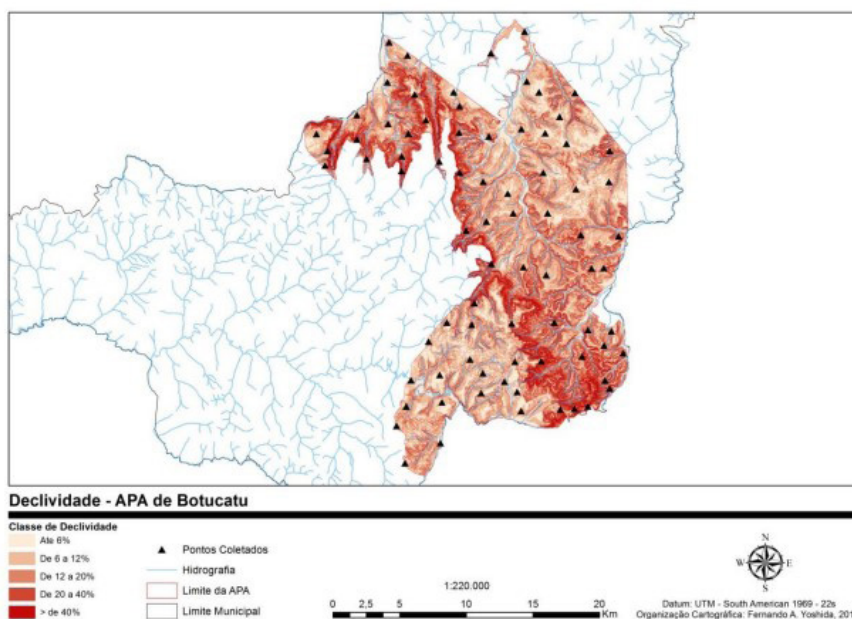 Declividade - APA de Botucatu
Classe de Declividade
Ate 6%
De 6 a 12%
De 12 a 20%
De 20 a 40%
> de 40%
Pontos Coletados
Hidrografia
Limite da APA
Limite Municipal
1:220.000
0 2,5 5 10 15 20
Km
N
W E
S
Datum: UTM - South American 1969 - 22s
Organização Cartográfica: Fernando A. Yoshida, 201